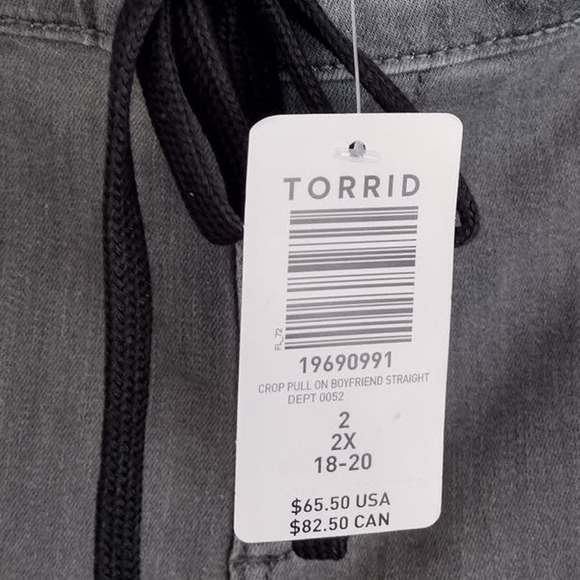 TORRID
FL_72
19690991
CROP PULL ON BOYFRIEND STRAIGHT
DEPT 0052
2
2X
18-20
$65.50 USA
$82.50 CAN